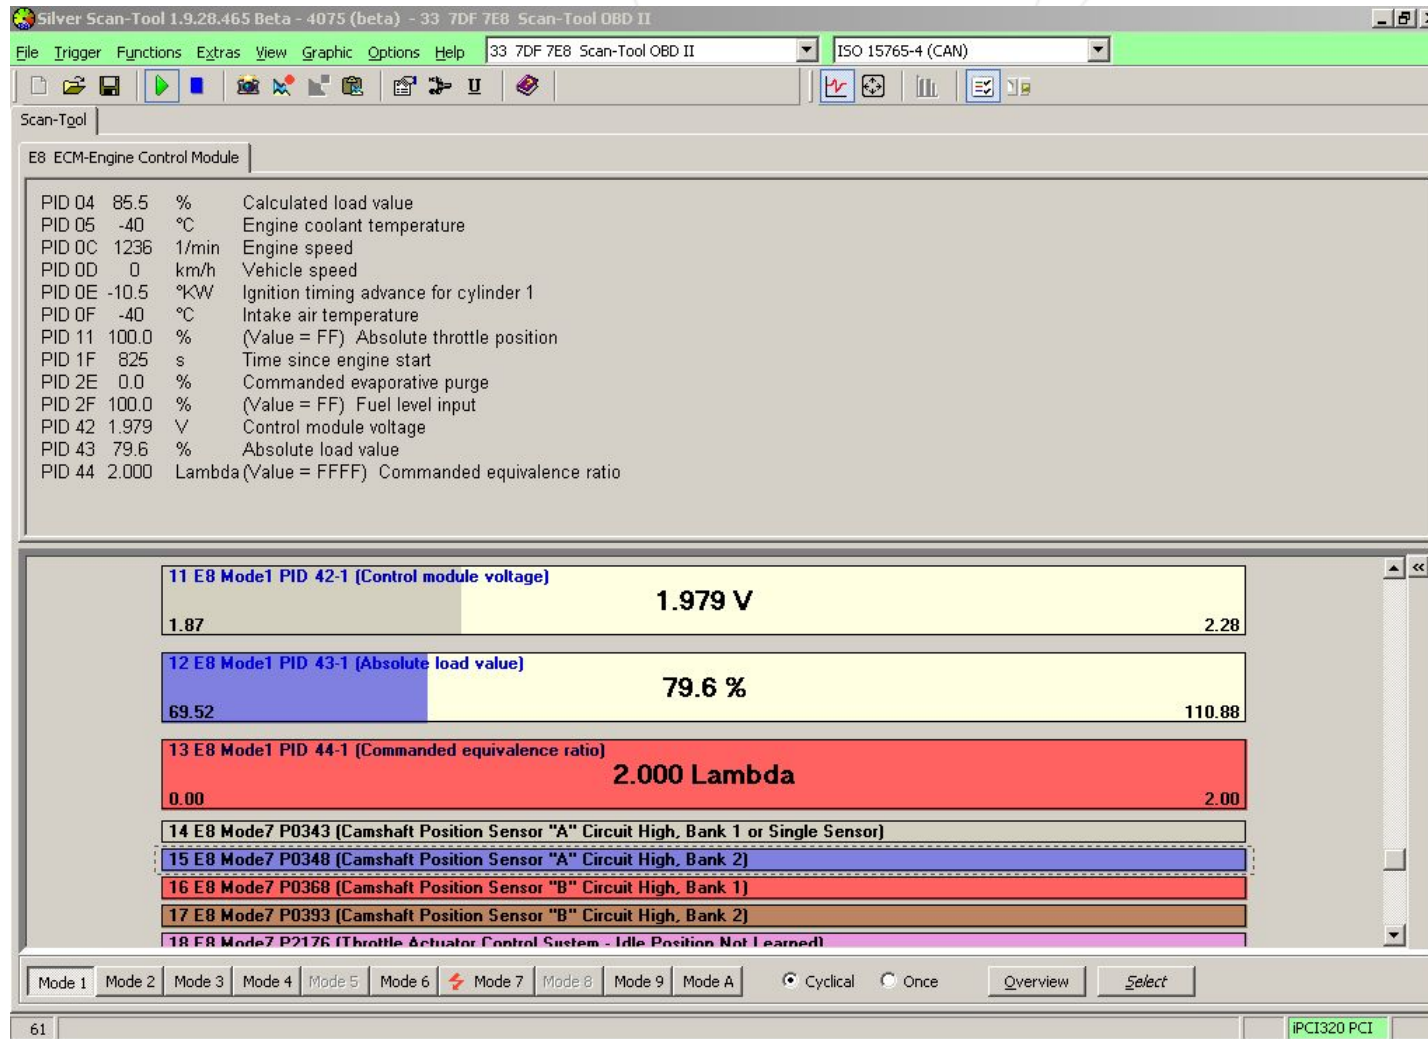 Silver Scan-Tool 1.9.28.465 Beta - 4075 (beta) - 33 7DF 7E8 Scan-Tool OBD II
File Trigger Functions Extras View Graphic Options Help 33 7DF 7E8 Scan-Tool OBD II ISO 15765-4 (CAN)
U
Scan-Tool
E8 ECM-Engine Control Module
PID 04 85.5 % Calculated load value
PID 05 -40 °C Engine coolant temperature
PID 0C 1236 1/min Engine speed
PID 0D 0 km/h Vehicle speed
PID 0E -10.5 °KW Ignition timing advance for cylinder 1
PID 0F -40 °C Intake air temperature
PID 11 100.0 % (Value = FF) Absolute throttle position
PID 1F 825 s Time since engine start
PID 2E 0.0 % Commanded evaporative purge
PID 2F 100.0 % (Value = FF) Fuel level input
PID 42 1.979 V Control module voltage
PID 43 79.6 % Absolute load value
PID 44 2.000 Lambda (Value = FFFF) Commanded equivalence ratio
11 E8 Mode1 PID 42-1 (Control module voltage)
1.979 V
1.87 2.28
12 E8 Mode1 PID 43-1 (Absolute load value)
79.6 %
69.52 110.88
13 E8 Mode1 PID 44-1 (Commanded equivalence ratio)
2.000 Lambda
0.00 2.00
14 E8 Mode7 P0343 (Camshaft Position Sensor "A" Circuit High, Bank 1 or Single Sensor)
15 E8 Mode7 P0348 (Camshaft Position Sensor "A" Circuit High, Bank 2)
16 E8 Mode7 P0368 (Camshaft Position Sensor "B" Circuit High, Bank 1)
17 E8 Mode7 P0393 (Camshaft Position Sensor "B" Circuit High, Bank 2)
18 E8 Mode7 P2176 (Throttle Actuator Control System - Idle Position Not Learned)
Mode 1 Mode 2 Mode 3 Mode 4 Mode 5 Mode 6 Mode 7 Mode 8 Mode 9 Mode A Cyclical Once Overview Select
61 iPCI320 PCI